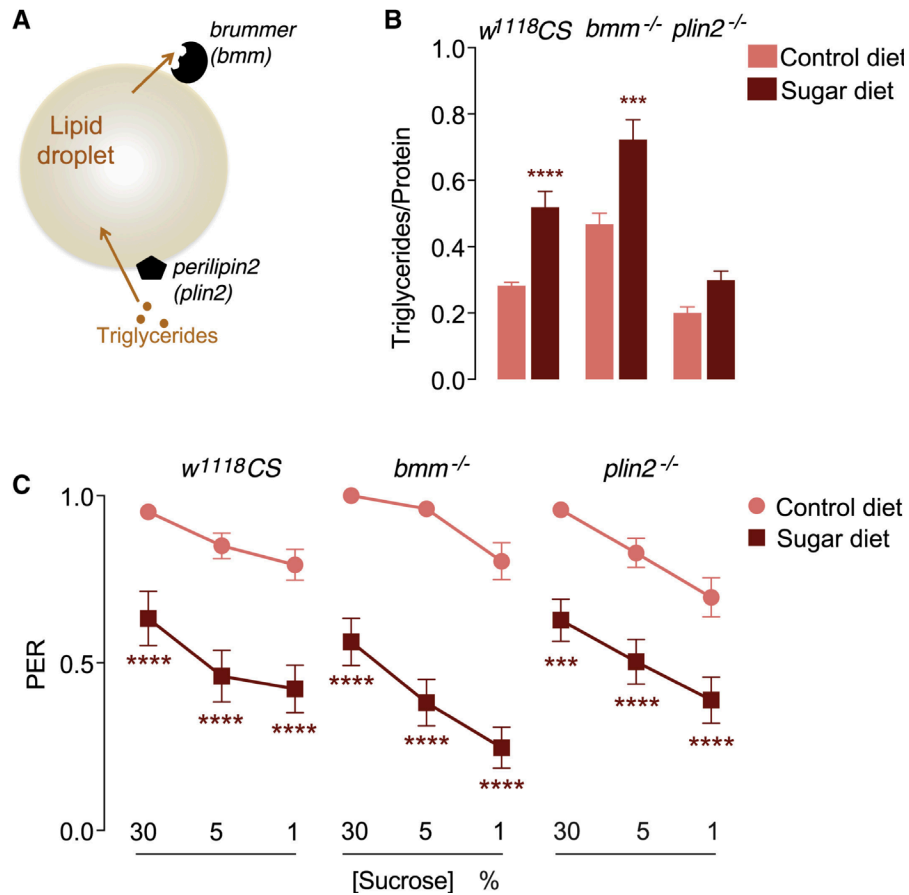 A
brummer
(bmm)
Lipid
droplet
perilipin2
(plin2)
Triglycerides
B
w1118CS bmm-/- plin2-/-
Control diet
Sugar diet
Triglycerides/Protein
1.0
0.8
0.6
0.4
0.2
0.0
****
***
C
w1118CS bmm-/- plin2-/-
Control diet
Sugar diet
PER
1.0
0.5
0.0
**** **** ****
**** **** ****
*** **** ****
30 5 1 30 5 1 30 5 1
[Sucrose] %